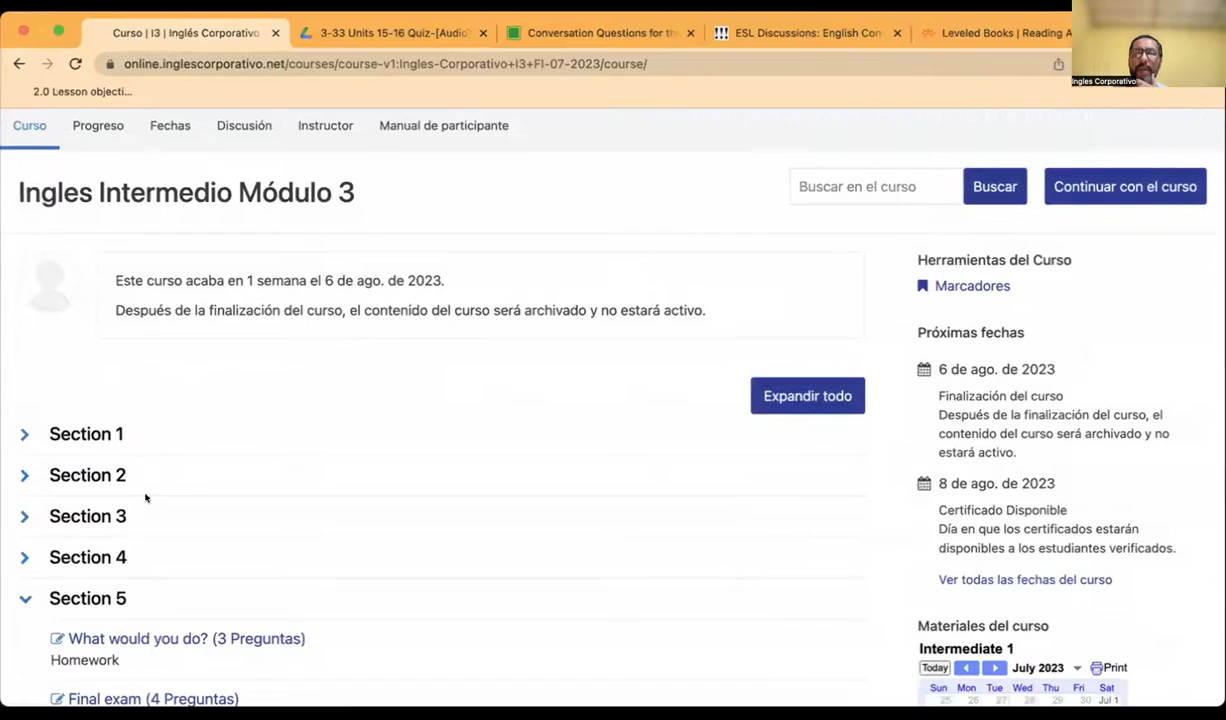 Curso | I3 | Inglés Corporativo
3-33 Units 15-16 Quiz-[Audio
Conversation Questions for the
ESL Discussions: English Con
Leveled Books | Reading A
online.inglescorporativo.net/courses/course-v1:Ingles-Corporativo+I3+FI-07-2023/course/
Ingles Corporativo
2.0 Lesson objecti...
Curso
Progreso
Fechas
Discusión
Instructor
Manual de participante
Ingles Intermedio Módulo 3
Buscar en el curso
Buscar
Continuar con el curso
Este curso acaba en 1 semana el 6 de ago. de 2023.
Después de la finalización del curso, el contenido del curso será archivado y no estará activo.
Expandir todo
Section 1
Section 2
Section 3
Section 4
Section 5
What would you do? (3 Preguntas)
Homework
Final exam (4 Preguntas)
Herramientas del Curso
Marcadores
Próximas fechas
6 de ago. de 2023
Finalización del curso
Después de la finalización del curso, el
contenido del curso será archivado y no
estará activo.
8 de ago. de 2023
Certificado Disponible
Día en que los certificados estarán
disponibles a los estudiantes verificados.
Ver todas las fechas del curso
Materiales del curso
Intermediate 1
Today
July 2023
Print
Sun Mon Tue Wed Thu Fri Sat
25 26 27 28 29 30 Jul 1